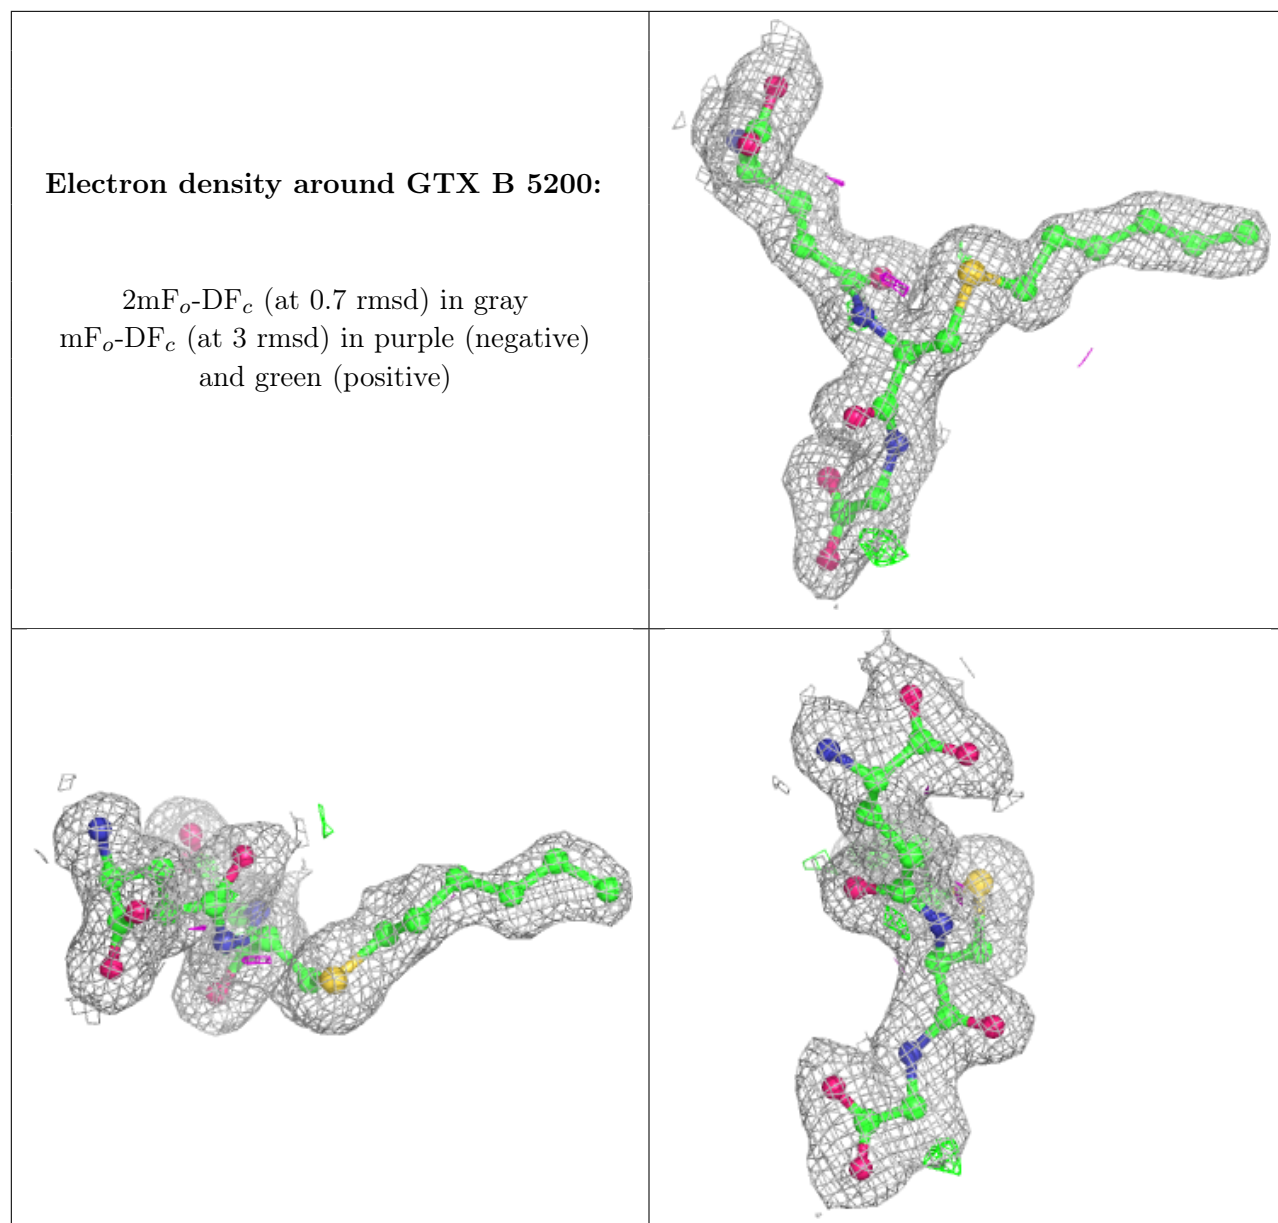 Electron density around GTX B 5200:
2mFₒ-DF𝒸 (at 0.7 rmsd) in gray
mFₒ-DF𝒸 (at 3 rmsd) in purple (negative)
and green (positive)